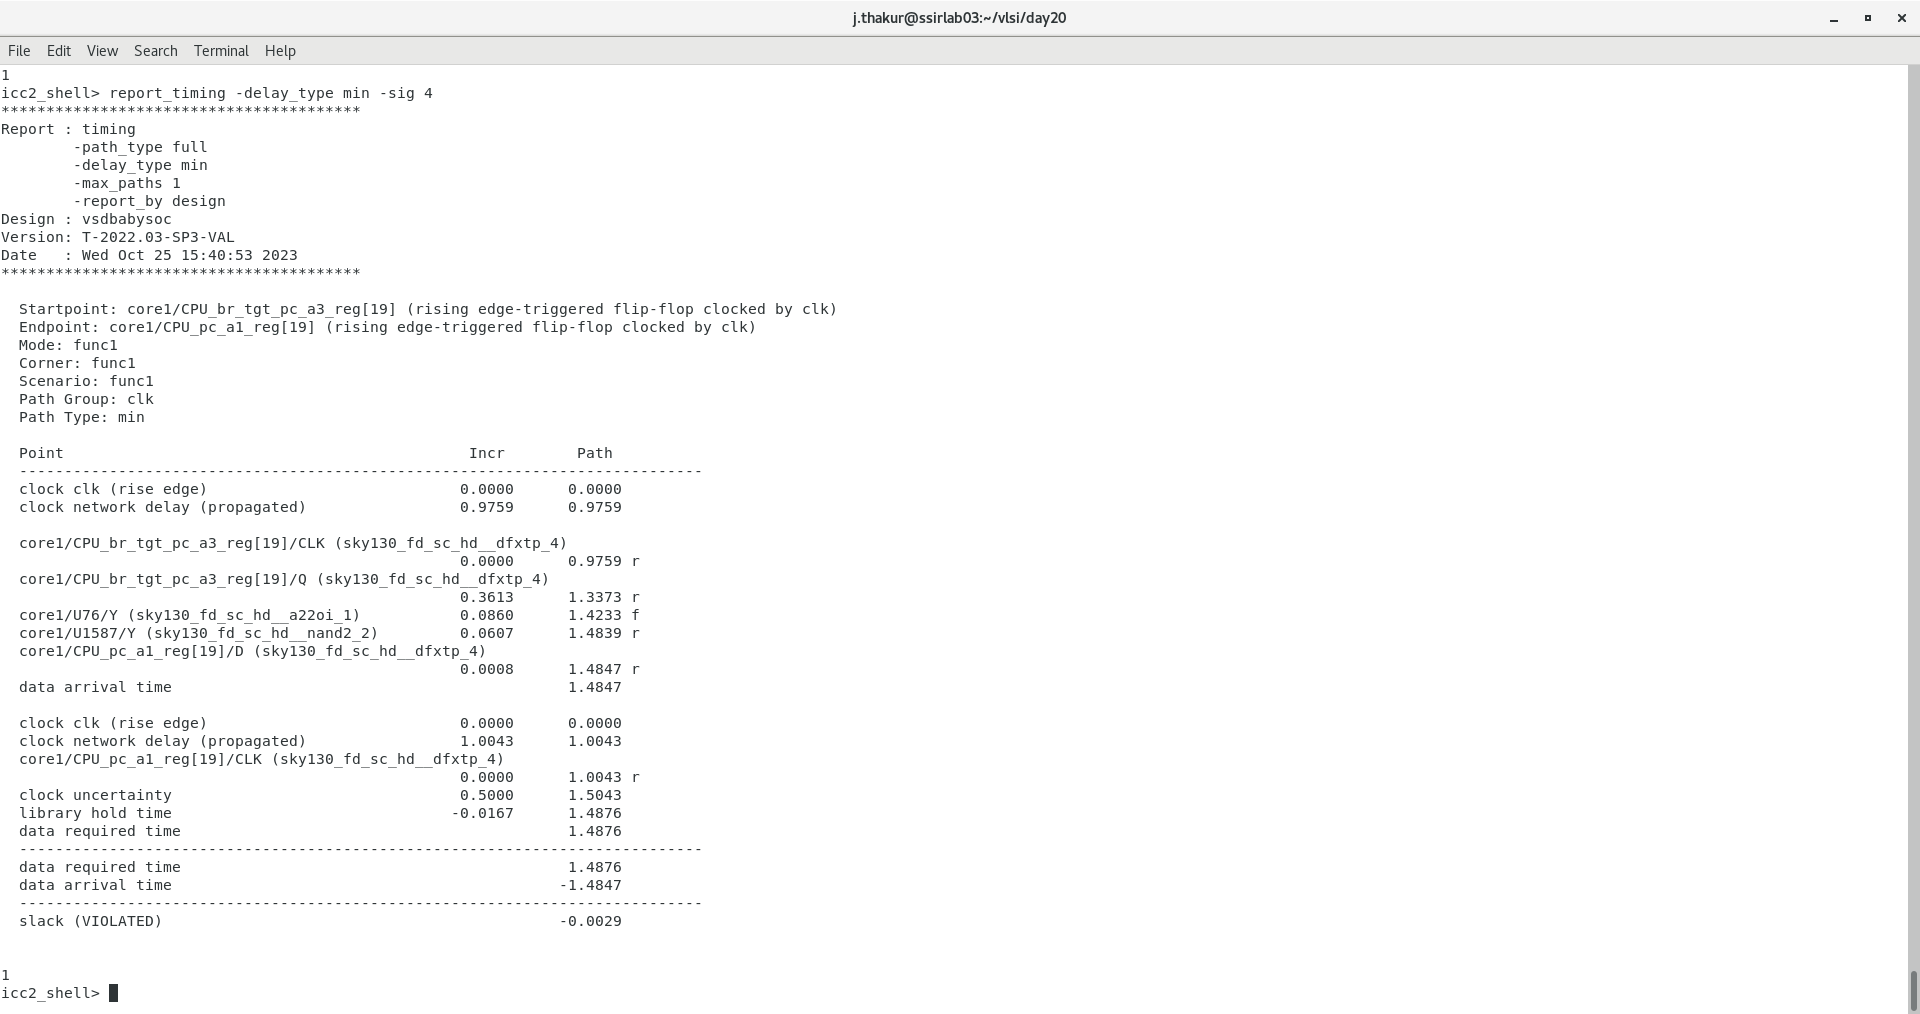 j.thakur@ssirlab03:~/vlsi/day20
File Edit View Search Terminal Help
1
icc2_shell> report_timing -delay_type min -sig 4
****************************************
Report : timing
        -path_type full
        -delay_type min
        -max_paths 1
        -report_by design
Design : vsdbabysoc
Version: T-2022.03-SP3-VAL
Date   : Wed Oct 25 15:40:53 2023
****************************************

  Startpoint: core1/CPU_br_tgt_pc_a3_reg[19] (rising edge-triggered flip-flop clocked by clk)
  Endpoint: core1/CPU_pc_a1_reg[19] (rising edge-triggered flip-flop clocked by clk)
  Mode: func1
  Corner: func1
  Scenario: func1
  Path Group: clk
  Path Type: min

  Point                                             Incr        Path
  ----------------------------------------------------------------------------
  clock clk (rise edge)                            0.0000      0.0000
  clock network delay (propagated)                 0.9759      0.9759

  core1/CPU_br_tgt_pc_a3_reg[19]/CLK (sky130_fd_sc_hd__dfxtp_4)
                                                   0.0000      0.9759 r
  core1/CPU_br_tgt_pc_a3_reg[19]/Q (sky130_fd_sc_hd__dfxtp_4)
                                                   0.3613      1.3373 r
  core1/U76/Y (sky130_fd_sc_hd__a22oi_1)           0.0860      1.4233 f
  core1/U1587/Y (sky130_fd_sc_hd__nand2_2)         0.0607      1.4839 r
  core1/CPU_pc_a1_reg[19]/D (sky130_fd_sc_hd__dfxtp_4)
                                                   0.0008      1.4847 r
  data arrival time                                            1.4847

  clock clk (rise edge)                            0.0000      0.0000
  clock network delay (propagated)                 1.0043      1.0043
  core1/CPU_pc_a1_reg[19]/CLK (sky130_fd_sc_hd__dfxtp_4)
                                                   0.0000      1.0043 r
  clock uncertainty                                0.5000      1.5043
  library hold time                               -0.0167      1.4876
  data required time                                           1.4876
  ----------------------------------------------------------------------------
  data required time                                           1.4876
  data arrival time                                           -1.4847
  ----------------------------------------------------------------------------
  slack (VIOLATED)                                            -0.0029

1
icc2_shell>